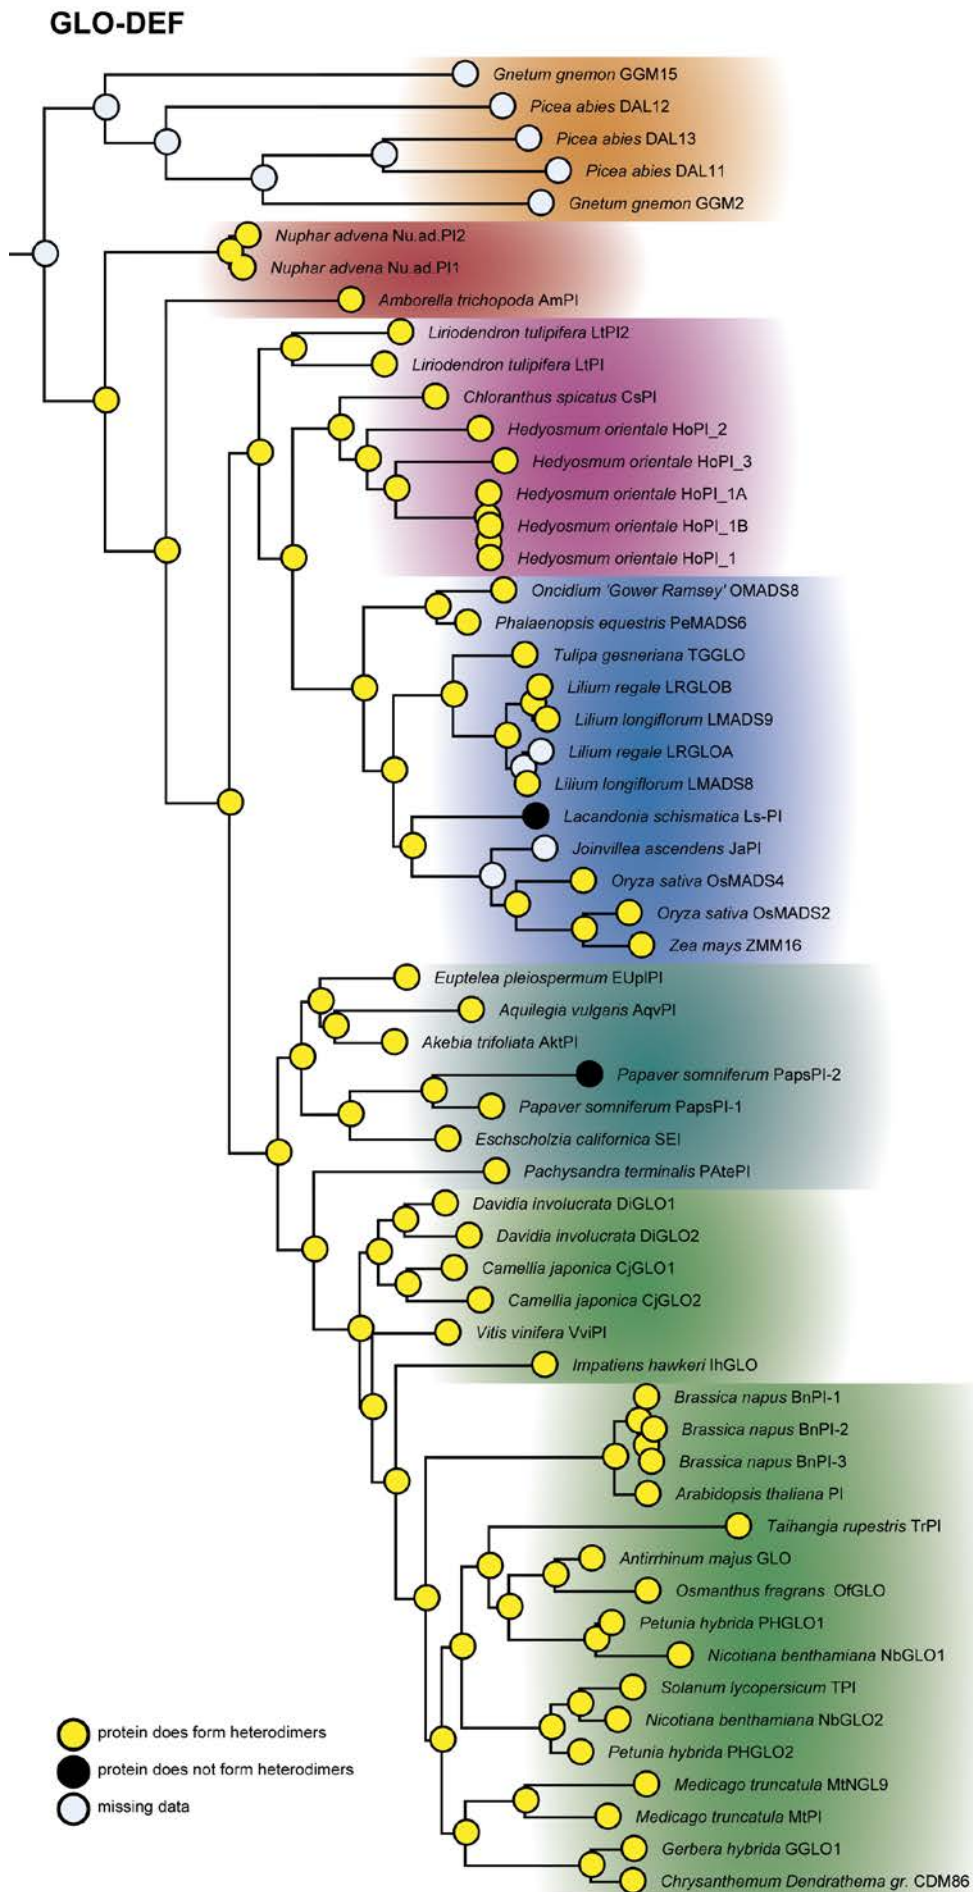 GLO-DEF
Gnetum gnemon GGM15
Picea abies DAL12
Picea abies DAL13
Picea abies DAL11
Gnetum gnemon GGM2
Nuphar advena Nu.ad.PI2
Nuphar advena Nu.ad.PI1
Amborella trichopoda AmPI
Liriodendron tulipifera LtPI2
Liriodendron tulipifera LtPI
Chloranthus spicatus CsPI
Hedyosmum orientale HoPI_2
Hedyosmum orientale HoPI_3
Hedyosmum orientale HoPI_1A
Hedyosmum orientale HoPI_1B
Hedyosmum orientale HoPI_1
Oncidium 'Gower Ramsey' OMADS8
Phalaenopsis equestris PeMADS6
Tulipa gesneriana TGGLO
Lilium regale LRGLOB
Lilium longiflorum LMADS9
Lilium regale LRGLOA
Lilium longiflorum LMADS8
Lacandonia schismatica Ls-PI
Joinvillea ascendens JaPI
Oryza sativa OsMADS4
Oryza sativa OsMADS2
Zea mays ZMM16
Euptelea pleiospermum EUplPI
Aquilegia vulgaris AqvPI
Akebia trifoliata AktPI
Papaver somniferum PapsPI-2
Papaver somniferum PapsPI-1
Eschscholzia californica SEI
Pachysandra terminalis PAtePI
Davidia involucrata DiGLO1
Davidia involucrata DiGLO2
Camellia japonica CjGLO1
Camellia japonica CjGLO2
Vitis vinifera VviPI
Impatiens hawkeri IhGLO
Brassica napus BnPI-1
Brassica napus BnPI-2
Brassica napus BnPI-3
Arabidopsis thaliana PI
Taihangia rupestris TrPI
Antirrhinum majus GLO
Osmanthus fragrans OfGLO
Petunia hybrida PHGLO1
Nicotiana benthamiana NbGLO1
Solanum lycopersicum TPI
Nicotiana benthamiana NbGLO2
Petunia hybrida PHGLO2
Medicago truncatula MtNGL9
Medicago truncatula MtPI
Gerbera hybrida GGLO1
Chrysanthemum Dendrathema gr. CDM86
protein does form heterodimers
protein does not form heterodimers
missing data